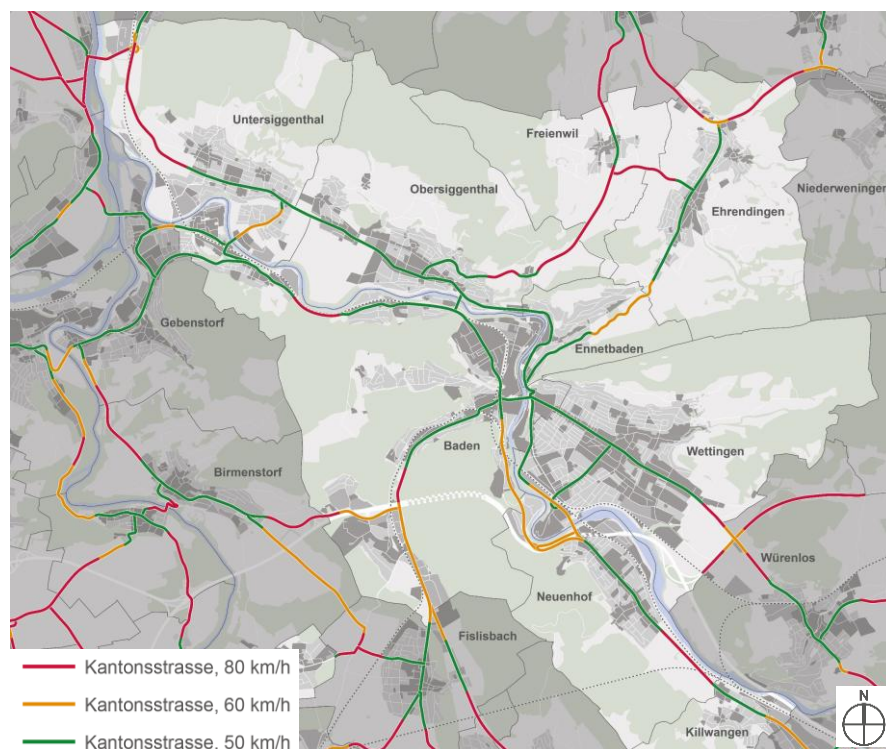 Untersiggenthal
Freienwil
Obersiggenthal
Niederweningen
Ehrendingen
Gebenstorf
Ennetbaden
Baden
Wettingen
Birmenstorf
Würenlos
Neuenhof
Fislisbach
Kantonsstrasse, 80 km/h
Kantonsstrasse, 60 km/h
Killwangen
Kantonsstrasse, 50 km/h
N